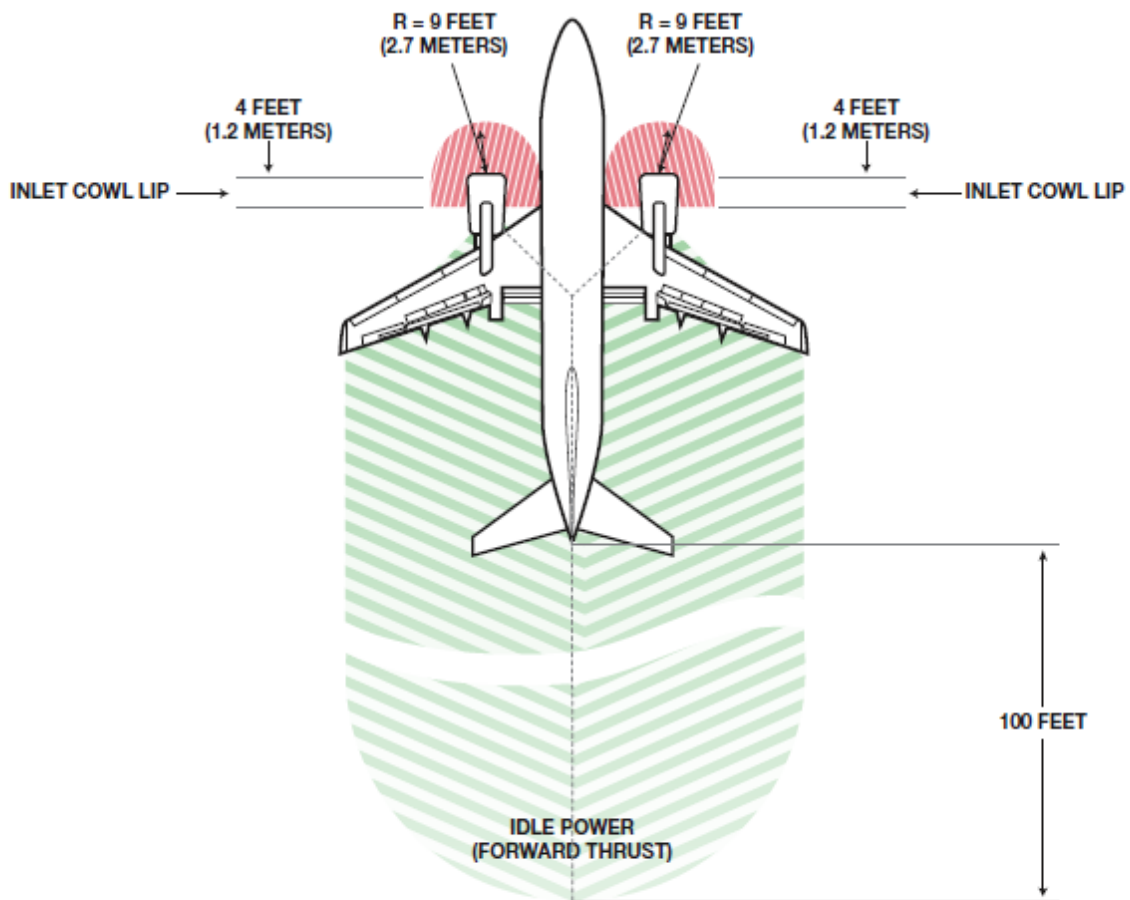 R = 9 FEET
(2.7 METERS)
R = 9 FEET
(2.7 METERS)
4 FEET
(1.2 METERS)
4 FEET
(1.2 METERS)
INLET COWL LIP
INLET COWL LIP
100 FEET
IDLE POWER
(FORWARD THRUST)